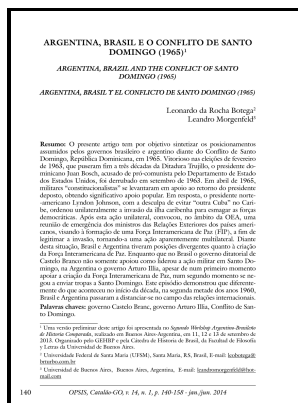 ARGENTINA, BRASIL E O CONFLITO DE SANTO
DOMINGO (1965)¹
ARGENTINA, BRAZIL AND THE CONFLICT OF SANTO
DOMINGO (1965)
ARGENTINA, BRASIL Y EL CONFLICTO DE SANTO DOMINGO (1965)
Leonardo da Rocha Botega²
Leandro Morgenfeld³
Resumo: O presente artigo tem por objetivo sintetizar os posicionamentos
assumidos pelos governos brasileiro e argentino diante do Conflito de Santo
Domingo, República Dominicana, em 1965. Vitorioso nas eleições de fevereiro
de 1963, que puseram fim a três décadas da Ditadura Trujillo, o presidente do-
minicano Juan Bosch, acusado de pró-comunista pelo Departamento de Estado
dos Estados Unidos, foi derrubado em setembro de 1963. Em abril de 1965,
militares "constitucionalistas" se levantaram em apoio ao retorno do presidente
deposto, obtendo significativo apoio popular. Em resposta, o presidente norte-
-americano Lyndon Johnson, com a desculpa de evitar "outra Cuba" no Cari-
be, ordenou unilateralmente a invasão da ilha caribenha para esmagar as forças
democráticas. Após esta ação unilateral, convocou, no âmbito da OEA, uma
reunião de emergência dos ministros das Relações Exteriores dos países ameri-
canos, visando à formação de uma Força Interamericana de Paz (FIP), a fim de
legitimar a invasão, tornando-a uma ação aparentemente multilateral. Diante
desta situação, Brasil e Argentina tiveram posições divergentes quanto à criação
da Força Interamericana de Paz. Enquanto que no Brasil o governo ditatorial de
Castelo Branco não somente apoiou como liderou a ação militar em Santo Do-
mingo, na Argentina o governo Arturo Illia, apesar de num primeiro momento
apoiar a criação da Força Interamericana de Paz, num segundo momento se ne-
gou a enviar tropas a Santo Domingo. Este episódio demonstrou que diferente-
mente do que aconteceu no início da década, na segunda metade dos anos 1960,
Brasil e Argentina passaram a distanciar-se no campo das relações internacionais.
Palavras chaves: governo Castelo Branc, governo Arturo Illia, Conflito de San-
to Domingo.
¹ Uma versão preliminar deste artigo foi apresentada no Segundo Workshop Argentino-Brasileiro
de História Comparada, realizado em Buenos Aires-Argentina, em 11, 12 e 13 de setembro de
2013. Organizado pelo GEHBP e pela Cátedra de História do Brasil, da Faculdade de Filosofia
y Letras da Universidad de Buenos Aires.
² Universidade Federal de Santa Maria (UFSM), Santa Maria, RS, Brasil, E-mail: leobotega@
brturbo.com.br
³ Universidad de Buenos Aires, Buenos Aires, Argentina, E-mail: leandromorgenfeld@hot-
mail.com
140 OPSIS, Catalão-GO, v. 14, n. 1, p. 140-158 - jan./jun. 2014